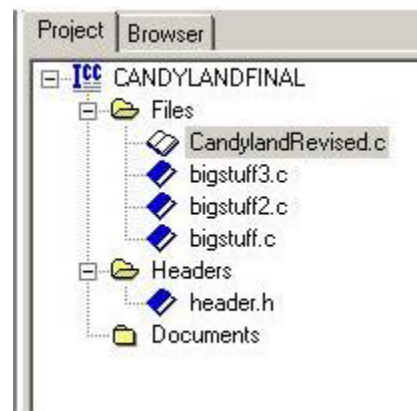 Project Browser
ICC CANDYLANDFINAL
Files
CandylandRevised.c
bigstuff3.c
bigstuff2.c
bigstuff.c
Headers
header.h
Documents